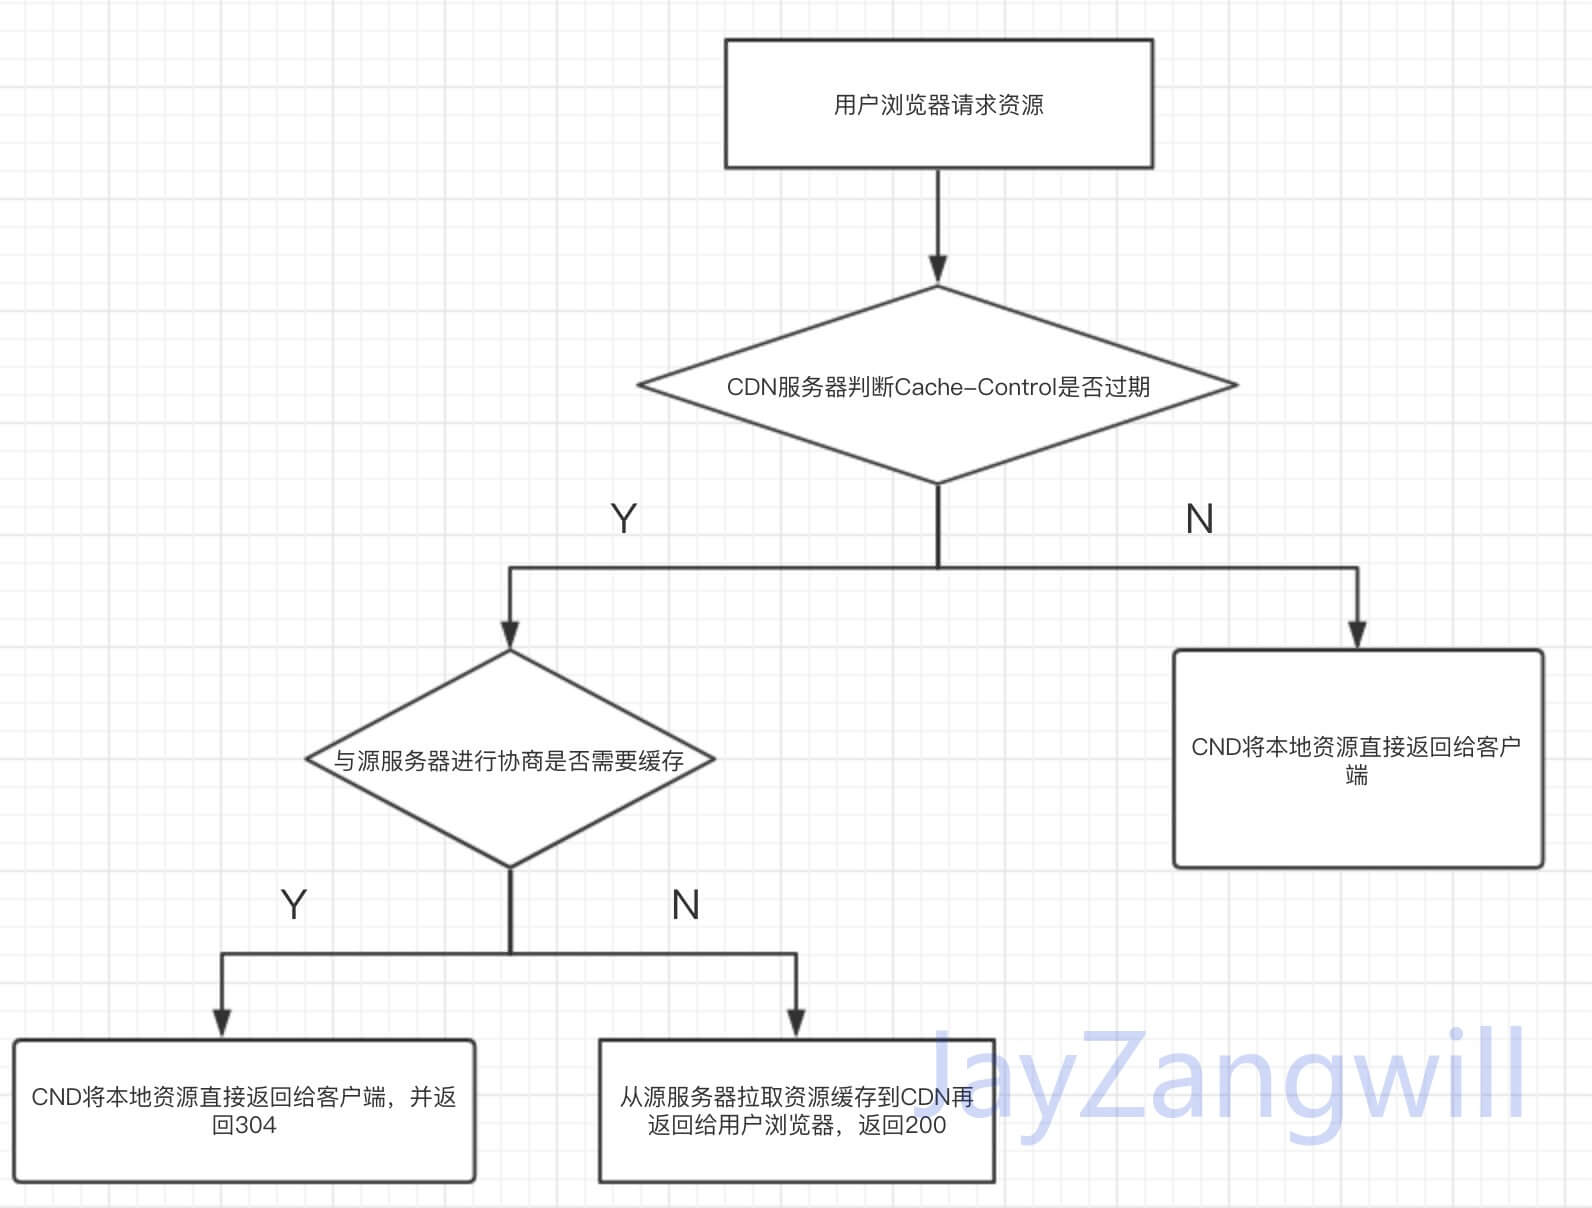 用户浏览器请求资源
CDN服务器判断Cache-Control是否过期
Y
N
与源服务器进行协商是否需要缓存
CND将本地资源直接返回给客户
端
Y
N
CND将本地资源直接返回给客户端，并返
回304
从源服务器拉取资源缓存到CDN再
返回给用户浏览器，返回200
JayZangwill